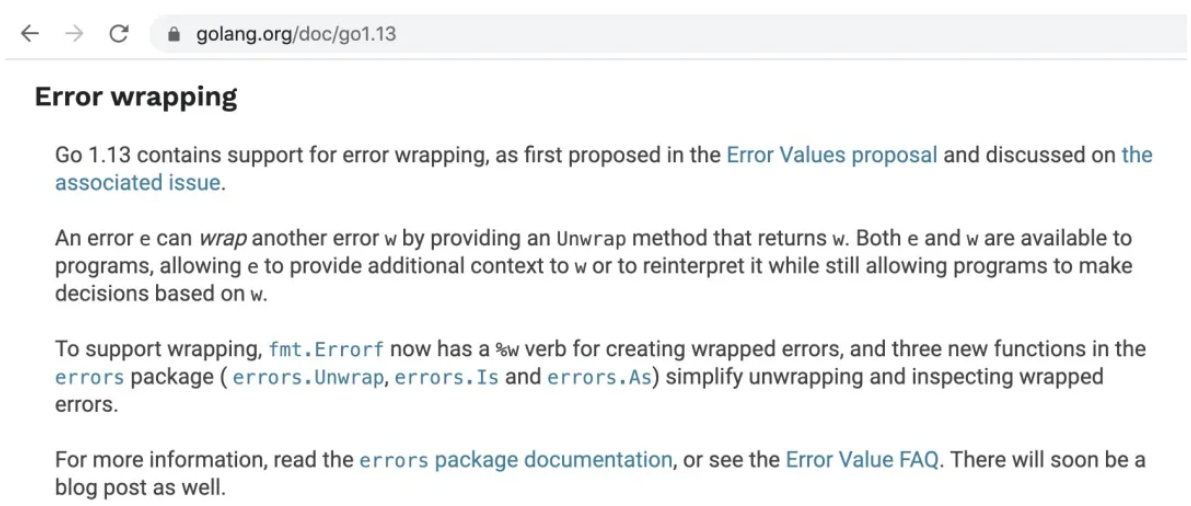 golang.org/doc/go1.13
Error wrapping
Go 1.13 contains support for error wrapping, as first proposed in the Error Values proposal and discussed on the
associated issue.
An error e can wrap another error w by providing an Unwrap method that returns w. Both e and w are available to
programs, allowing e to provide additional context to w or to reinterpret it while still allowing programs to make
decisions based on w.
To support wrapping, fmt.Errorf now has a %w verb for creating wrapped errors, and three new functions in the
errors package ( errors.Unwrap, errors.Is and errors.As) simplify unwrapping and inspecting wrapped
errors.
For more information, read the errors package documentation, or see the Error Value FAQ. There will soon be a
blog post as well.